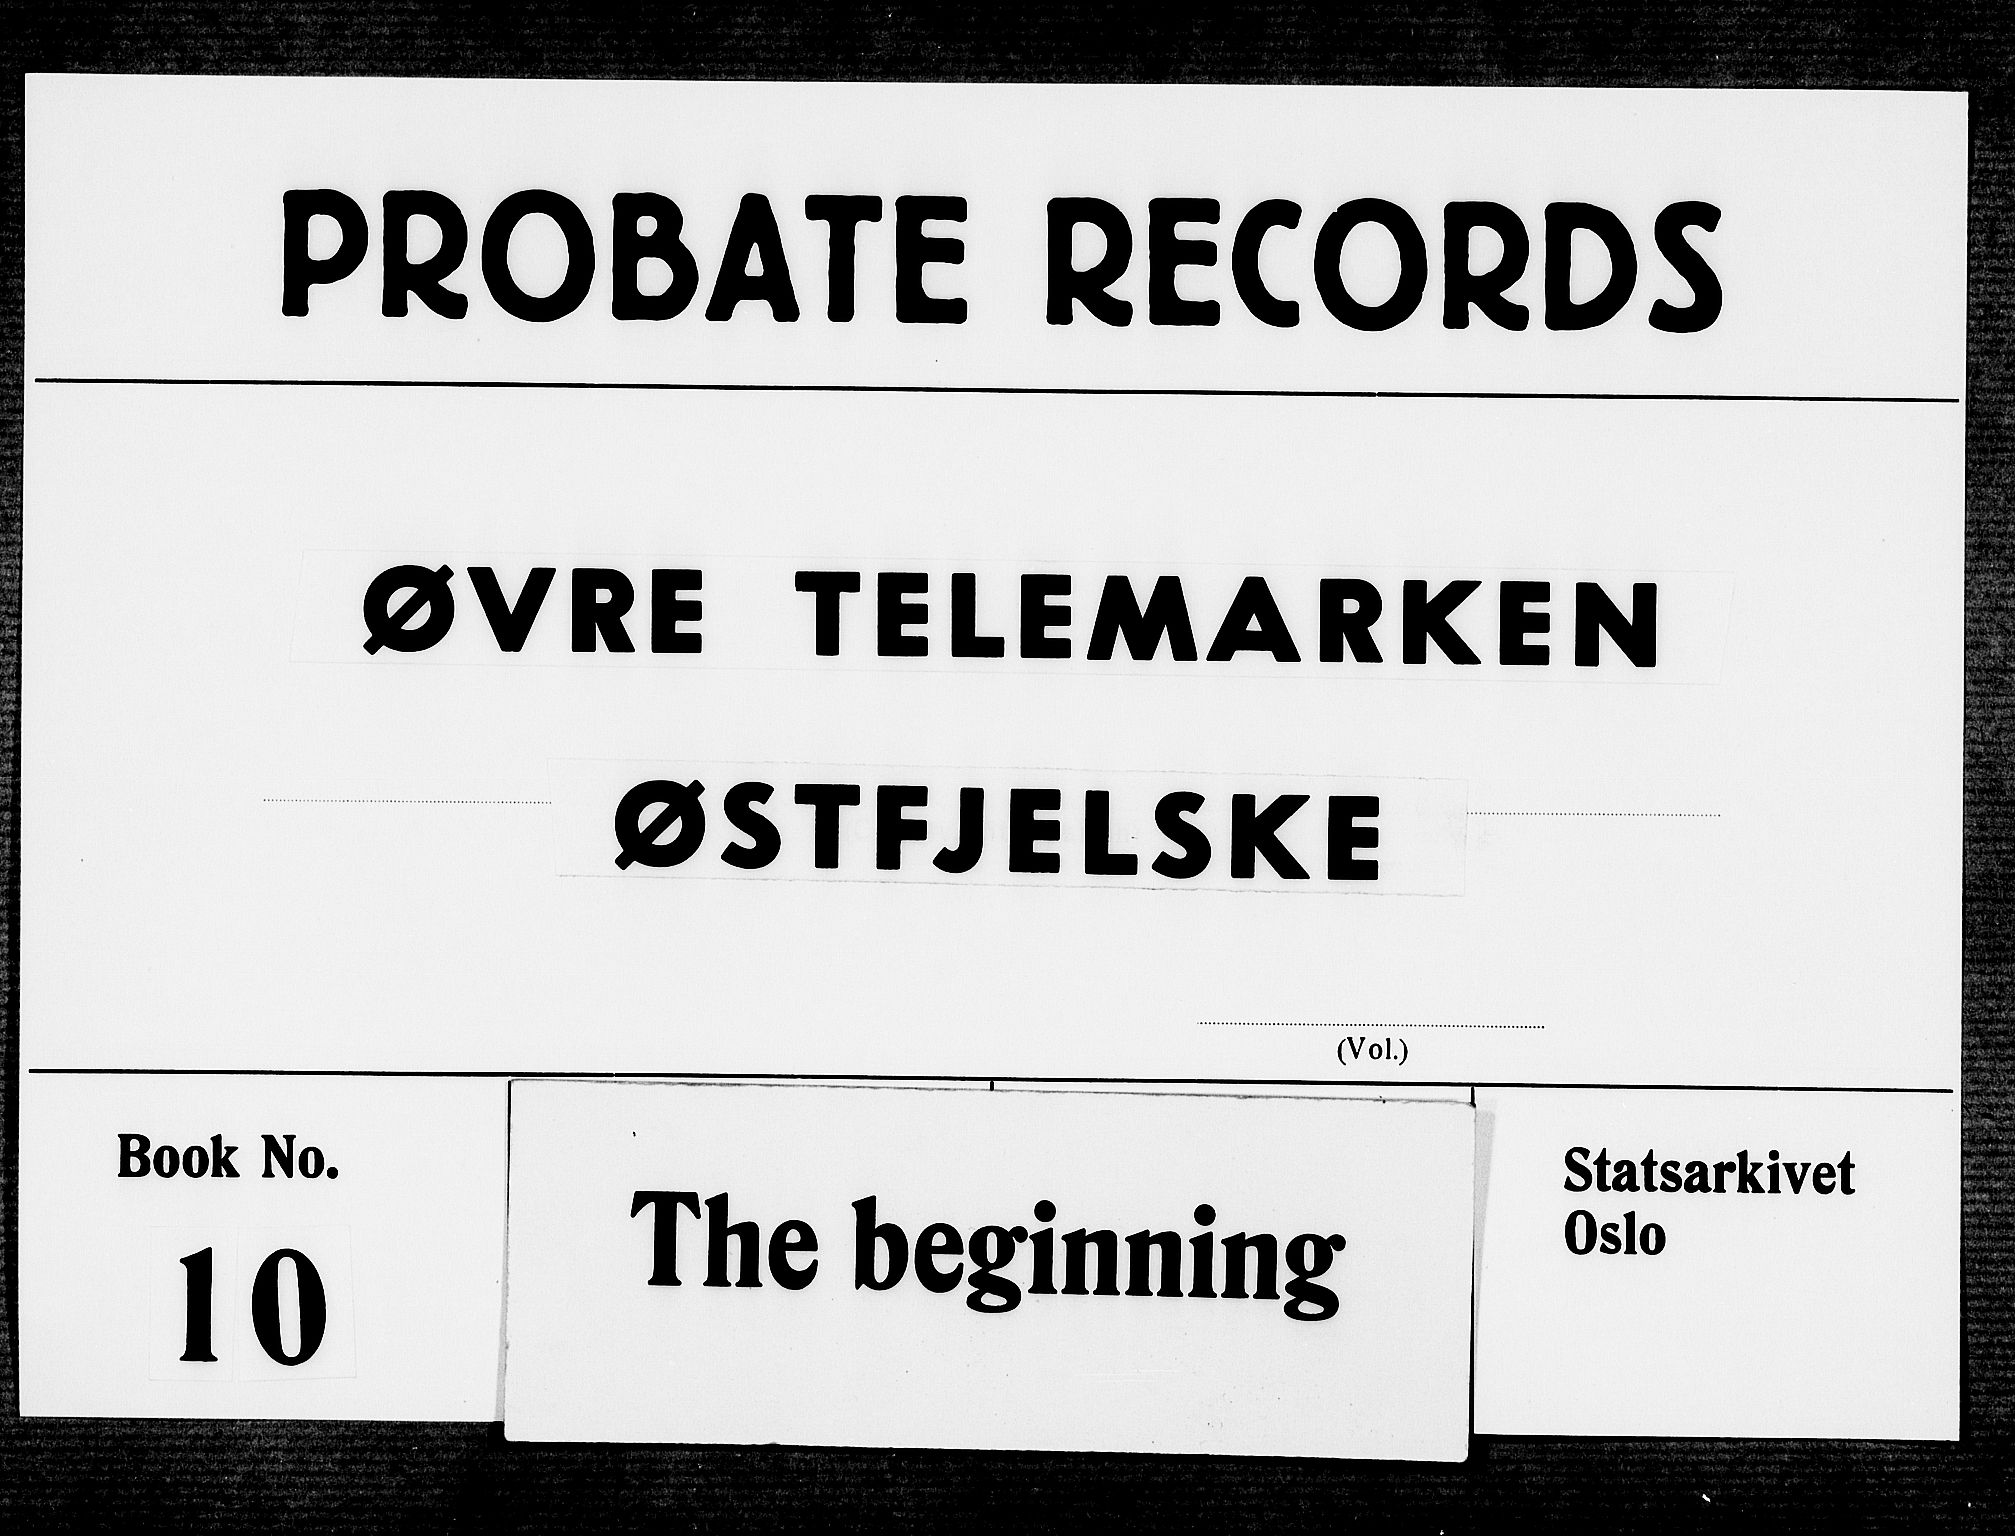 PROBATE RECORDS
ØVRE TELEMARKEN
ØSTFJELSKE
(Vol.)
Book No.
10
The beginning
Statsarkivet
Oslo